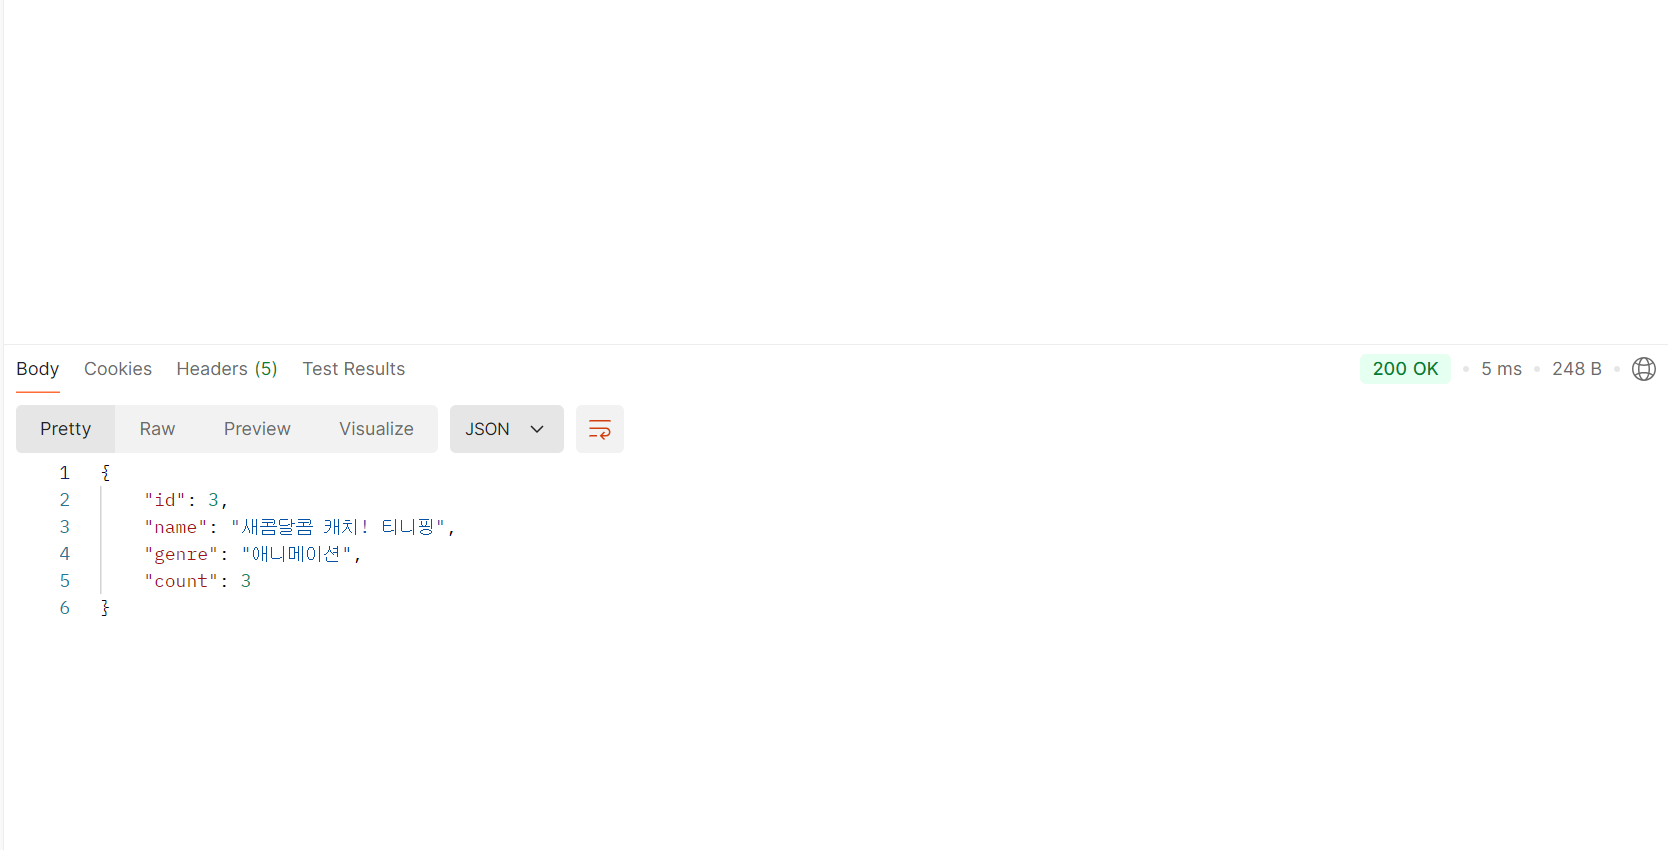 Body Cookies Headers (5) Test Results 200 OK 5 ms 248 B
Pretty Raw Preview Visualize JSON
1 {
2 "id": 3,
3 "name": "새콤달콤 캐치! 티니핑",
4 "genre": "애니메이션",
5 "count": 3
6 }